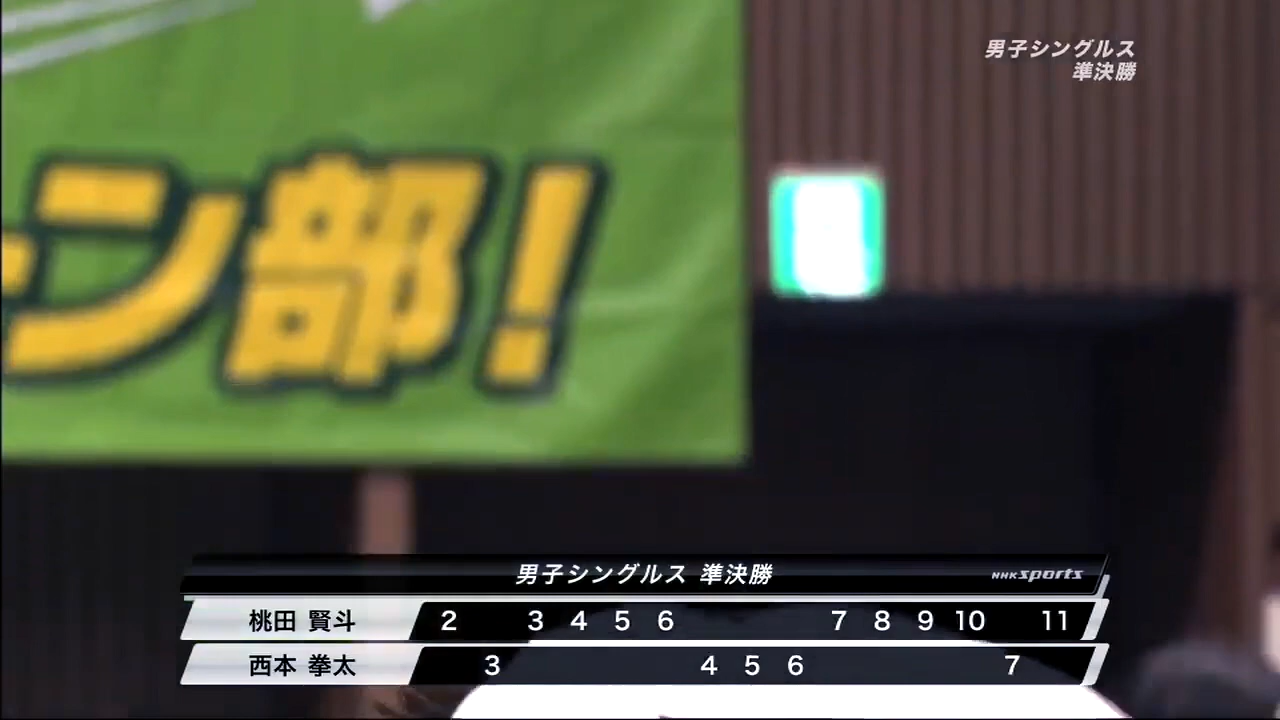 男子シングルス
準決勝
ン部!
男子シングルス 準決勝 NHK sports
桃田 賢斗 2 3 4 5 6 7 8 9 10 11
西本 拳太 3 4 5 6 7